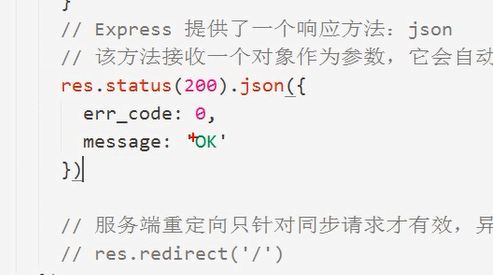 }
// Express 提供了一个响应方法：json
// 该方法接收一个对象作为参数，它会自动
res.status(200).json({
err_code: 0,
message: 'OK'
})
// 服务端重定向只针对同步请求才有效，异
// res.redirect('/')